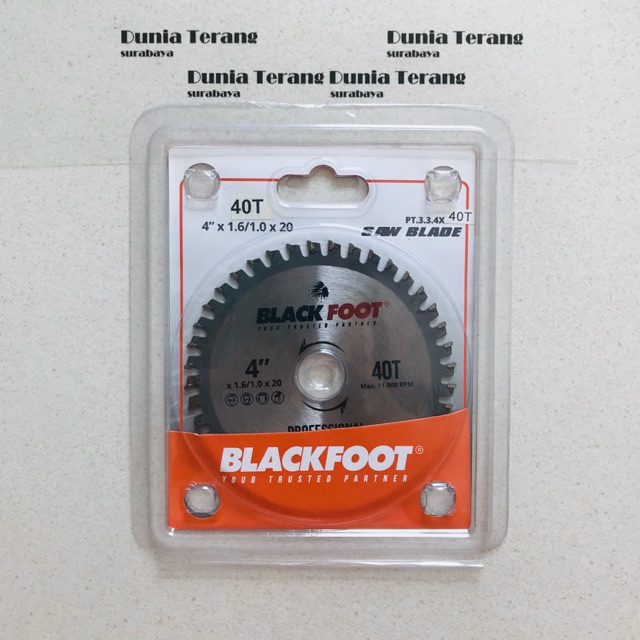 Dunia Terang
surabaya
Dunia Terang
surabaya
Dunia Terang
surabaya
Dunia Terang
surabaya
40T
4” x 1.6/1.0 x 20
PT.3.3.4X 40T
SAW BLADE
BLACK FOOT®
YOUR TRUSTED PARTNER
4”
x 1.6/1.0 x 20
40T
Max. 11.000 RPM
PROFESSIONAL
BLACKFOOT®
YOUR TRUSTED PARTNER